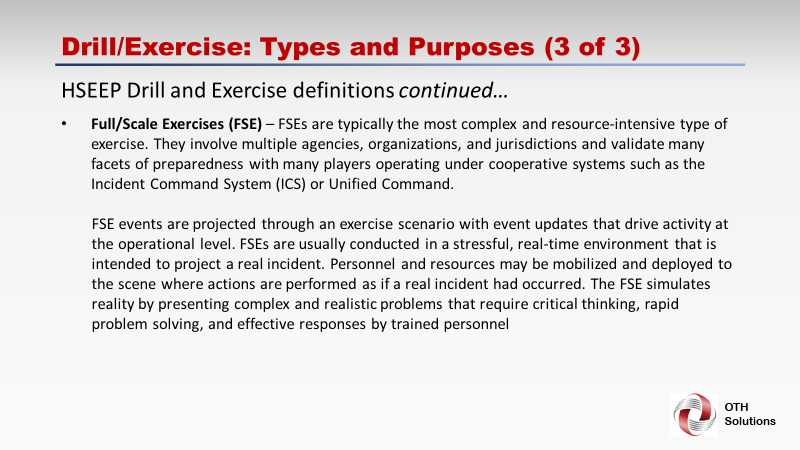 Drill/Exercise: Types and Purposes (3 of 3)
HSEEP Drill and Exercise definitions continued…
• Full/Scale Exercises (FSE) – FSEs are typically the most complex and resource-intensive type of
exercise. They involve multiple agencies, organizations, and jurisdictions and validate many
facets of preparedness with many players operating under cooperative systems such as the
Incident Command System (ICS) or Unified Command.
FSE events are projected through an exercise scenario with event updates that drive activity at
the operational level. FSEs are usually conducted in a stressful, real-time environment that is
intended to project a real incident. Personnel and resources may be mobilized and deployed to
the scene where actions are performed as if a real incident had occurred. The FSE simulates
reality by presenting complex and realistic problems that require critical thinking, rapid
problem solving, and effective responses by trained personnel
OTH
Solutions